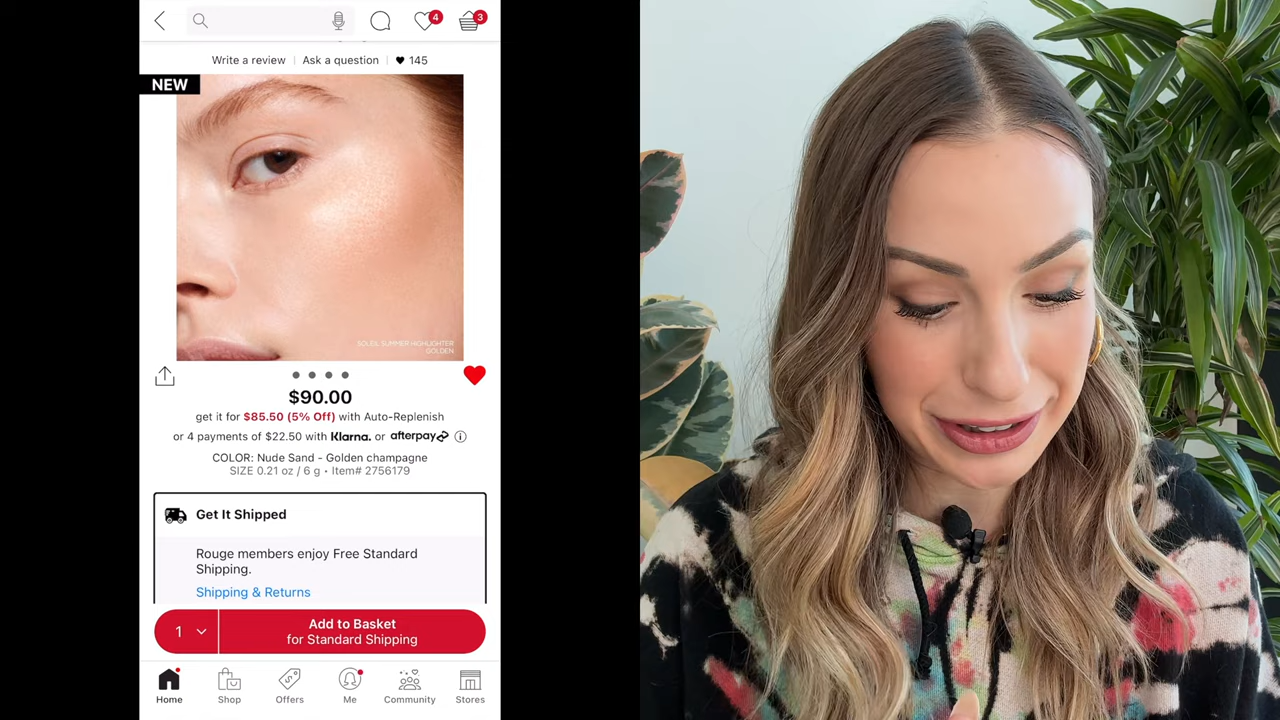 4
3
Write a review
Ask a question
145
NEW
SOLEIL SUMMER HIGHLIGHTER
GOLDEN
$90.00
get it for $85.50 (5% Off) with Auto-Replenish
or 4 payments of $22.50 with Klarna. or afterpay
COLOR: Nude Sand - Golden champagne
SIZE 0.21 oz / 6 g • Item# 2756179
Get It Shipped
Rouge members enjoy Free Standard
Shipping.
Shipping & Returns
1
Add to Basket
for Standard Shipping
Home
Shop
Offers
Me
Community
Stores